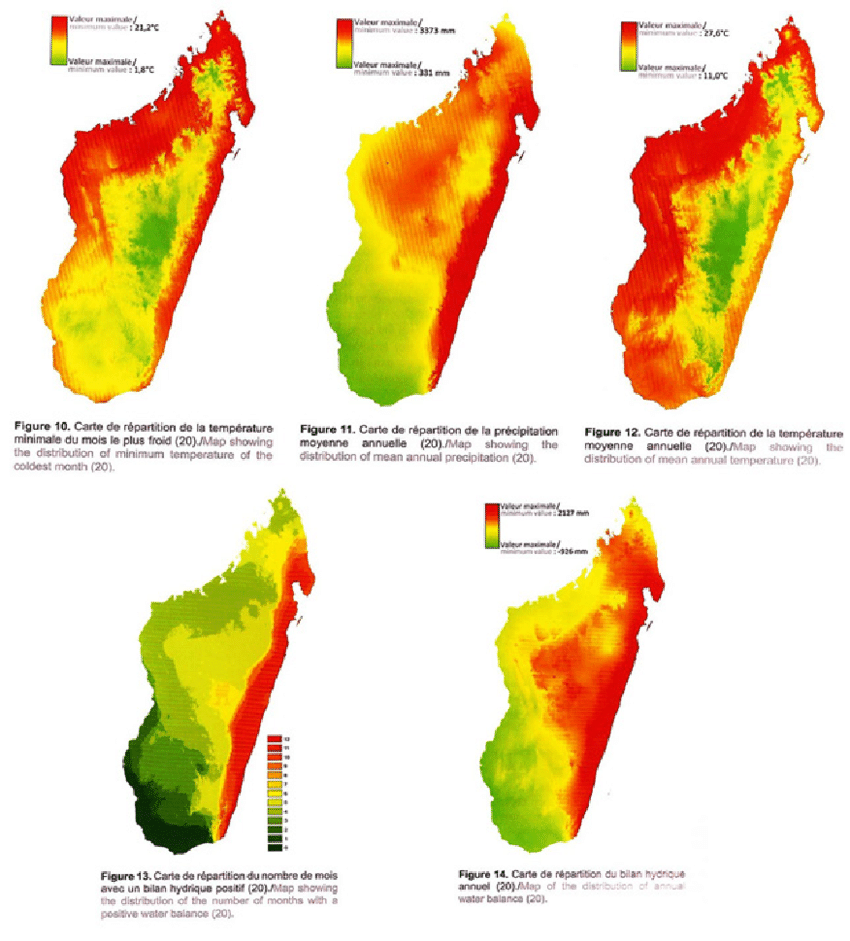 Valeur maximale/
minimum value : 21,2°C
Valeur maximale/
minimum value : 1,8°C
Valeur maximale/
minimum value : 3373 mm
Valeur maximale/
minimum value : 331 mm
Valeur maximale/
minimum value : 27,6°C
Valeur maximale/
minimum value : 11,0°C
Figure 10. Carte de répartition de la température
minimale du mois le plus froid (20)./Map showing
the distribution of minimum temperature of the
coldest month (20).
Figure 11. Carte de répartition de la précipitation
moyenne annuelle (20)./Map showing the
distribution of mean annual precipitation (20).
Figure 12. Carte de répartition de la température
moyenne annuelle (20)./Map showing the
distribution of mean annual temperature (20).
Valeur maximale/
minimum value : 2127 mm
Valeur maximale/
minimum value : -936 mm
12
11
10
9
8
7
6
5
4
3
2
1
0
Figure 13. Carte de répartition du nombre de mois
avec un bilan hydrique positif (20)./Map showing
the distribution of the number of months with a
positive water balance (20).
Figure 14. Carte de répartition du bilan hydrique
annuel (20)./Map of the distribution of annual
water balance (20).